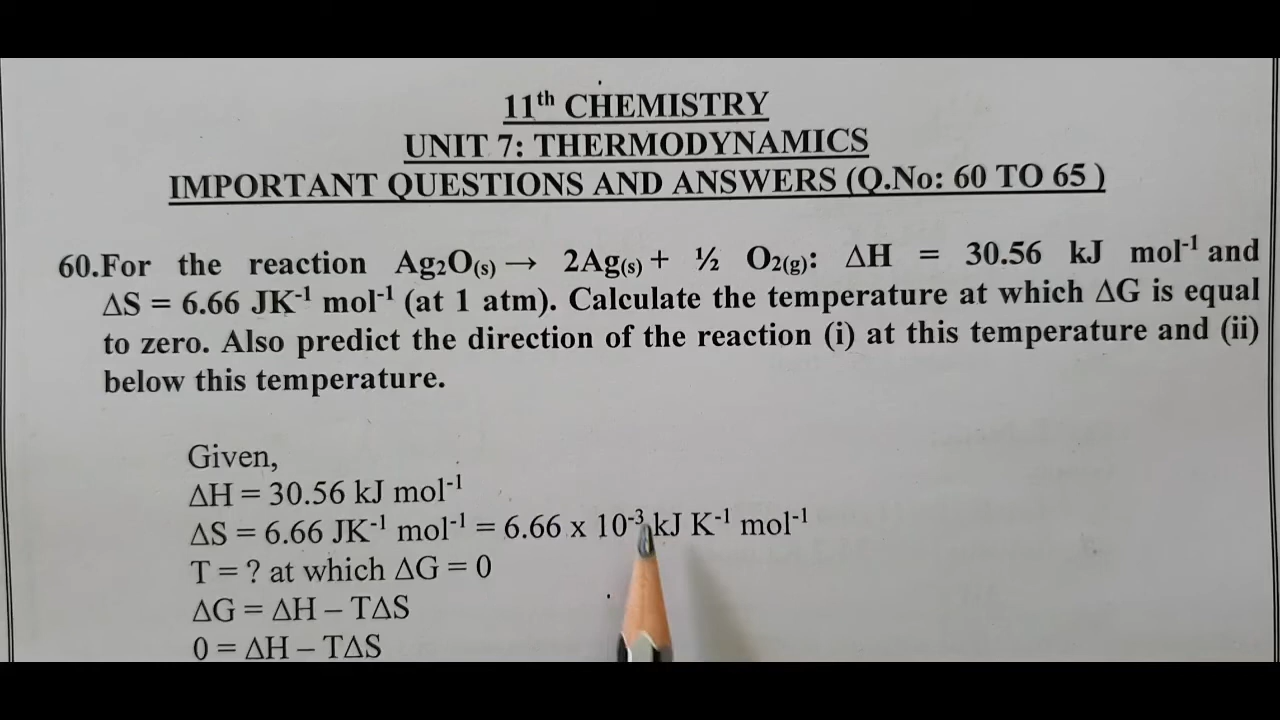 11th CHEMISTRY
UNIT 7: THERMODYNAMICS
IMPORTANT QUESTIONS AND ANSWERS (Q.No: 60 TO 65 )
60.For the reaction Ag₂O(s) → 2Ag(s) + ½ O₂(g): ΔH = 30.56 kJ mol⁻¹ and
ΔS = 6.66 JK⁻¹ mol⁻¹ (at 1 atm). Calculate the temperature at which ΔG is equal
to zero. Also predict the direction of the reaction (i) at this temperature and (ii)
below this temperature.
Given,
ΔH = 30.56 kJ mol⁻¹
ΔS = 6.66 JK⁻¹ mol⁻¹ = 6.66 x 10⁻³ kJ K⁻¹ mol⁻¹
T = ? at which ΔG = 0
ΔG = ΔH – TΔS
0 = ΔH – TΔS